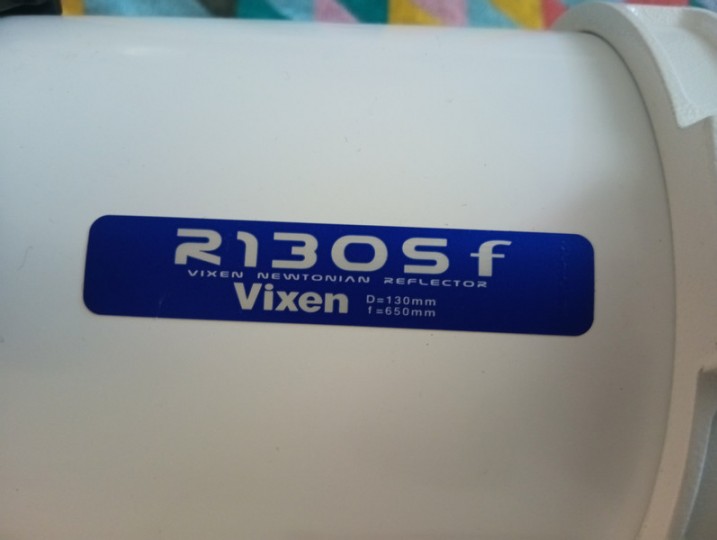 R130Sf
VIXEN NEWTONIAN REFLECTOR
Vixen
D=130mm
f=650mm